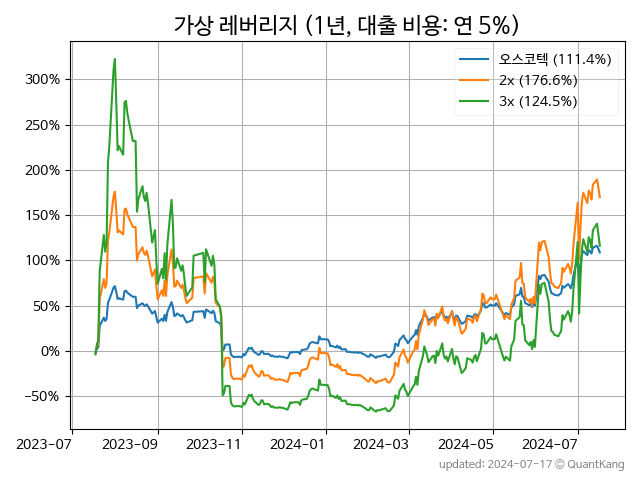 가상 레버리지 (1년, 대출 비용: 연 5%)
오스코텍 (111.4%)
2x (176.6%)
3x (124.5%)
300%
250%
200%
150%
100%
50%
0%
−50%
2023-07 2023-09 2023-11 2024-01 2024-03 2024-05 2024-07
updated: 2024-07-17 © QuantKang